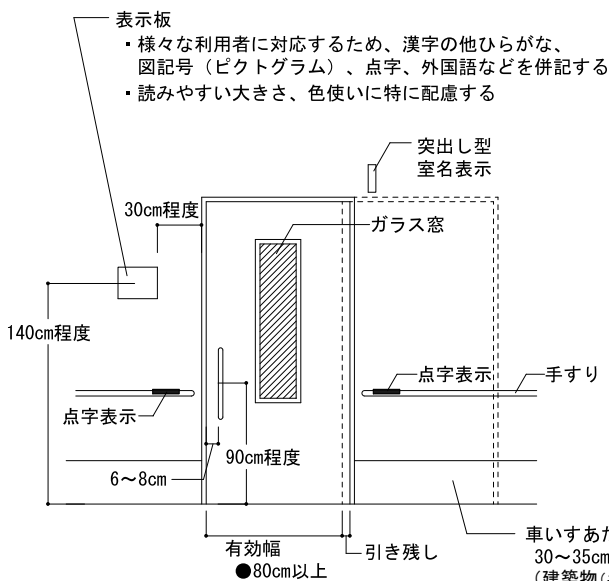 表示板
・様々な利用者に対応するため、漢字の他ひらがな、
図記号（ピクトグラム）、点字、外国語などを併記する
・読みやすい大きさ、色使いに特に配慮する
突出し型
室名表示
30cm程度
ガラス窓
140cm程度
点字表示
手すり
点字表示
90cm程度
6～8cm
有効幅
●80cm以上
引き残し
車いすあた
30～35cm
（建築物